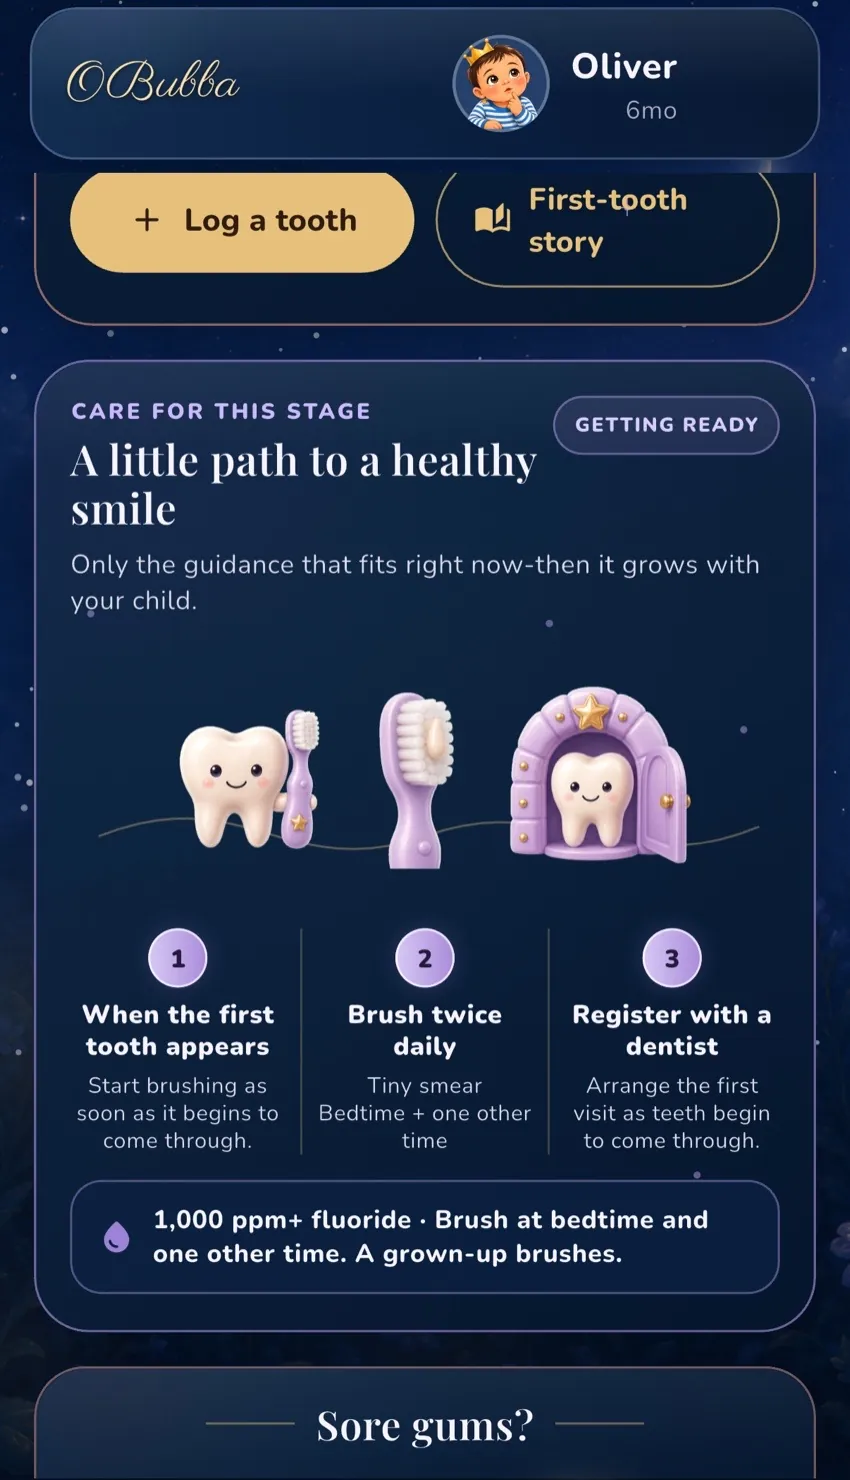 OBubba
Oliver
6mo
+ Log a tooth
First-tooth
story
CARE FOR THIS STAGE
GETTING READY
A little path to a healthy
smile
Only the guidance that fits right now-then it grows with
your child.
1
When the first
tooth appears
Start brushing as
soon as it begins to
come through.
2
Brush twice
daily
Tiny smear
Bedtime + one other
time
3
Register with a
dentist
Arrange the first
visit as teeth begin
to come through.
1,000 ppm+ fluoride · Brush at bedtime and
one other time. A grown-up brushes.
Sore gums?